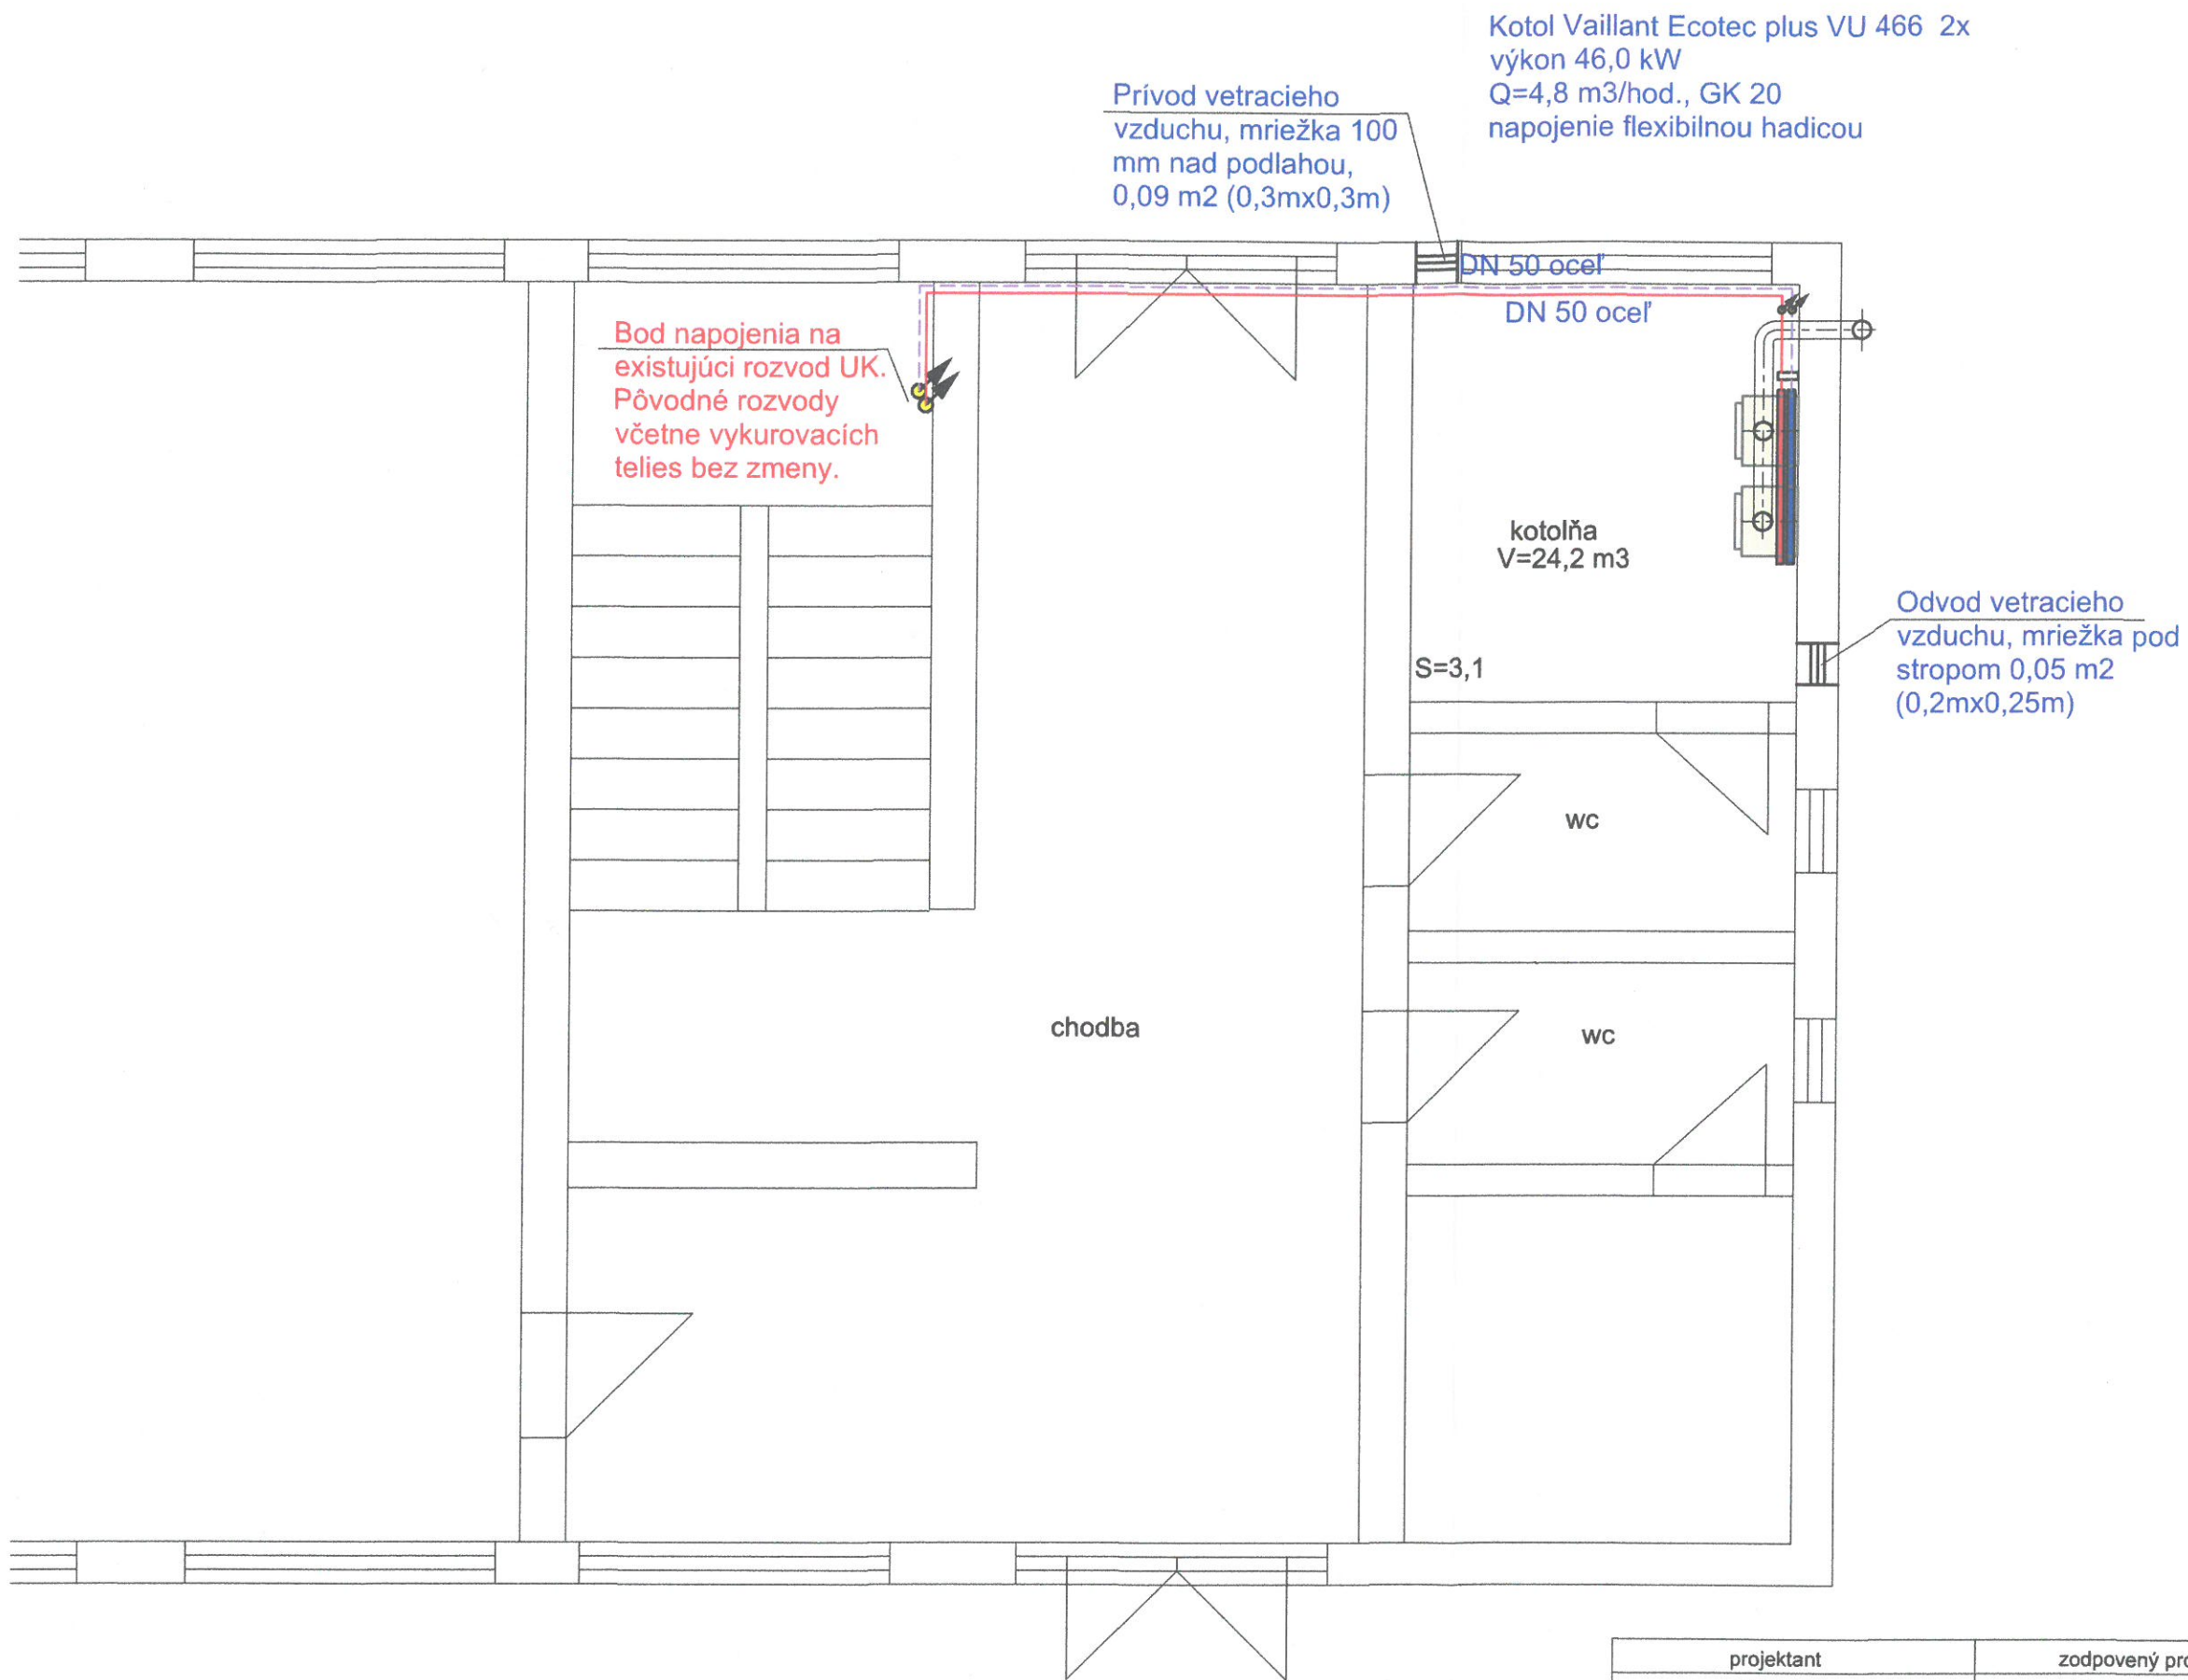 Kotol Vaillant Ecotec plus VU 466  2x
výkon 46,0 kW
Q=4,8 m3/hod., GK 20
napojenie flexibilnou hadicou
Prívod vetracieho
vzduchu, mriežka 100
mm nad podlahou,
0,09 m2 (0,3mx0,3m)
DN 50 oceľ
DN 50 oceľ
Bod napojenia na
existujúci rozvod UK.
Pôvodné rozvody
včetne vykurovacích
telies bez zmeny.
kotolňa
V=24,2 m3
Odvod vetracieho
vzduchu, mriežka pod
stropom 0,05 m2
(0,2mx0,25m)
S=3,1
wc
chodba
wc
projektant
zodpovený pro